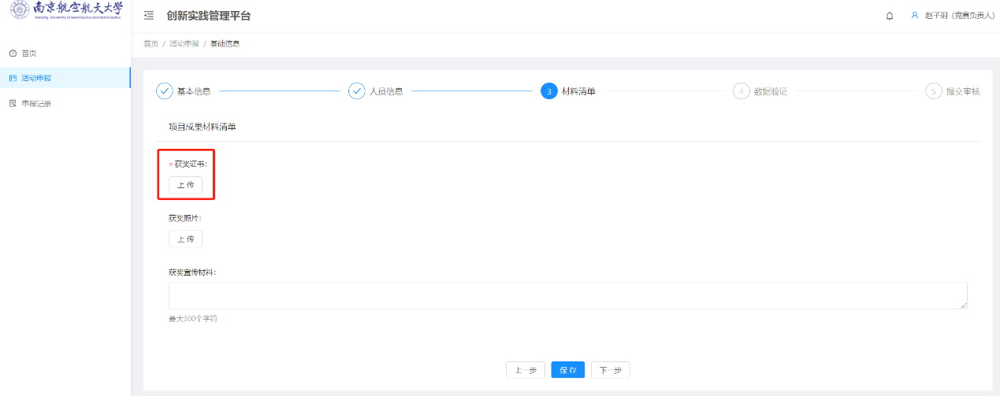 南京航空航天大学
Nanjing University of Aeronautics and Astronautics
创新实践管理平台
赵子玥（竞赛负责人）
首页
活动申报
申报记录
首页 / 活动申报 / 基础信息
基本信息
人员信息
3 材料清单
4 数据验证
5 提交审核
项目成果材料清单
* 获奖证书:
上 传
获奖照片:
上 传
获奖宣传材料:
最大300个字符
上一步 保 存 下一步